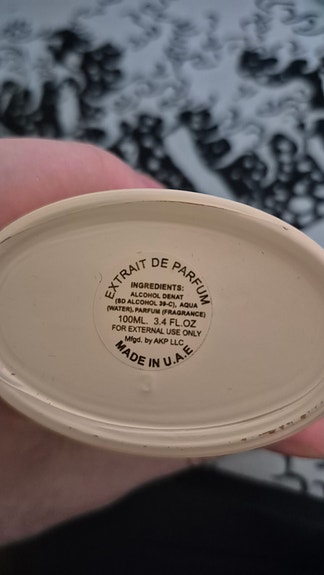 EXTRAIT DE PARFUM
INGREDIENTS:
ALCOHOL DENAT
(SD ALCOHOL 39-C), AQUA
(WATER), PARFUM (FRAGRANCE)
100ML. 3.4 FL.OZ
FOR EXTERNAL USE ONLY
Mfgd. by AKP LLC
MADE IN U.A.E